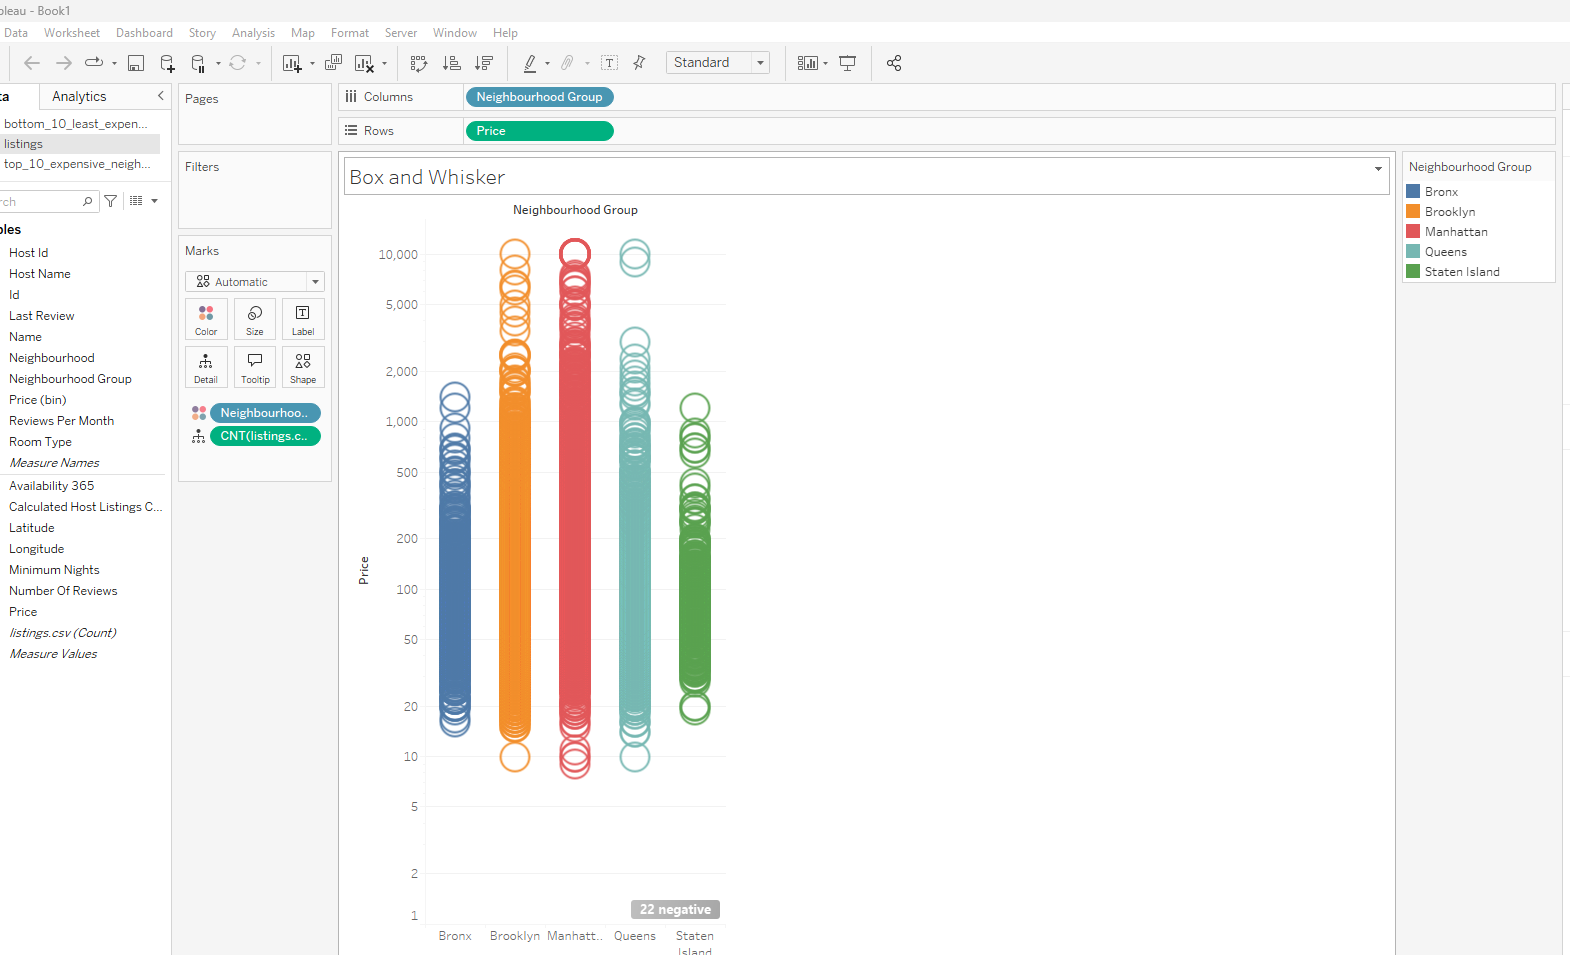 bleau - Book1
Data Worksheet Dashboard Story Analysis Map Format Server Window Help
Standard
ta Analytics
bottom_10_least_expen...
listings
top_10_expensive_neigh...
rch
bles
Host Id
Host Name
Id
Last Review
Name
Neighbourhood
Neighbourhood Group
Price (bin)
Reviews Per Month
Room Type
Measure Names
Availability 365
Calculated Host Listings C...
Latitude
Longitude
Minimum Nights
Number Of Reviews
Price
listings.csv (Count)
Measure Values
Pages
Filters
Marks
Automatic
Color Size Label
Detail Tooltip Shape
Neighbourhoo..
CNT(listings.c..
Columns Neighbourhood Group
Rows Price
Box and Whisker
Neighbourhood Group
10,000
5,000
2,000
1,000
500
200
100
50
20
10
5
2
1
Price
22 negative
Bronx Brooklyn Manhatt.. Queens Staten
Island
Neighbourhood Group
Bronx
Brooklyn
Manhattan
Queens
Staten Island